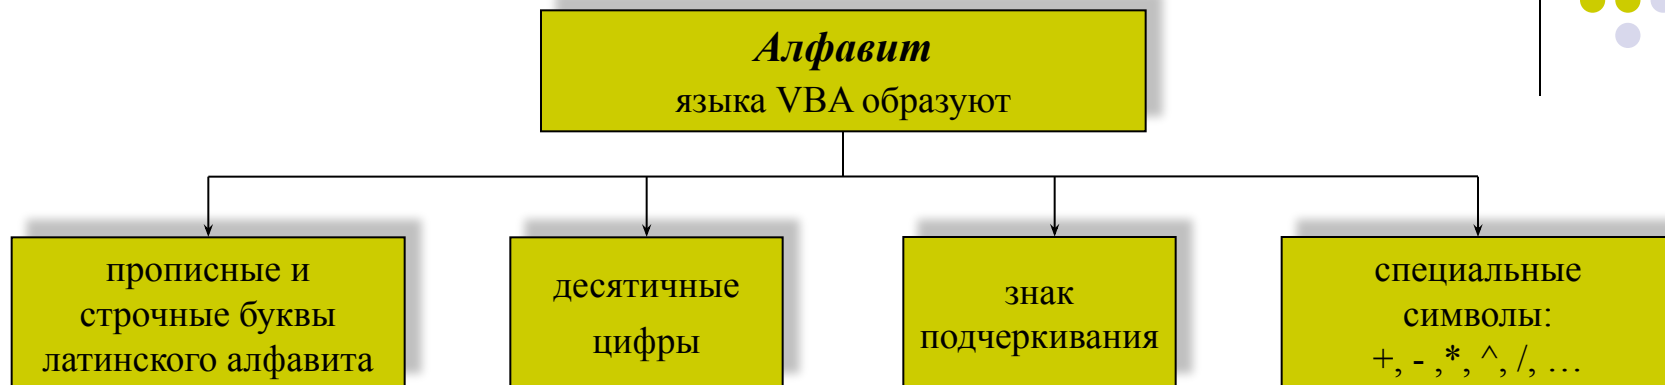 Алфавит
языка VBA образуют
прописные и
строчные буквы
латинского алфавита
десятичные
цифры
знак
подчеркивания
специальные
символы:
+, - ,*, ^, /, …